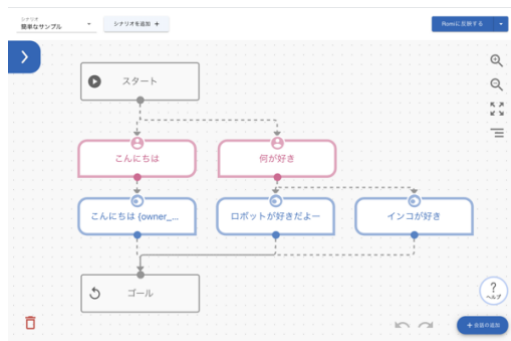 シナリオ
簡単なサンプル
シナリオを追加 +
Romiに反映する
スタート
こんにちは
何が好き
こんにちは {owner_...
ロボットが好きだよー
インコが好き
ゴール
?
ヘルプ
+ 会話の追加